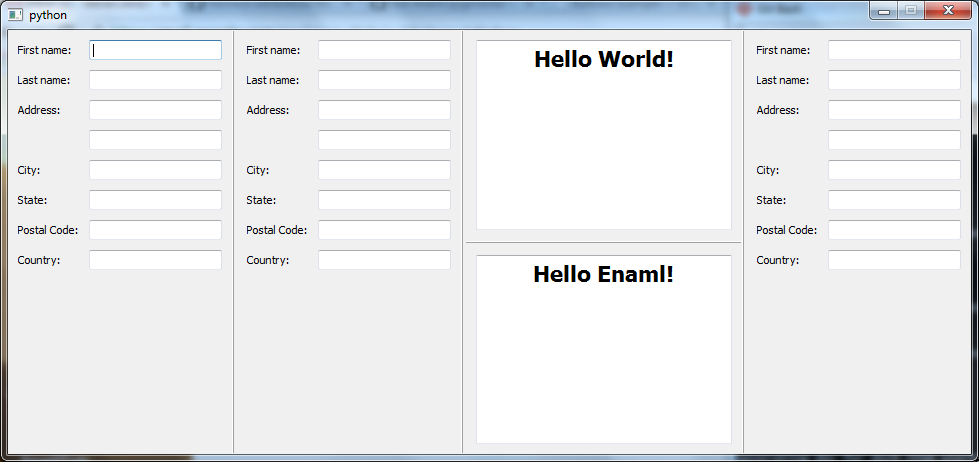 python
First name:
Last name:
Address:
City:
State:
Postal Code:
Country:
First name:
Last name:
Address:
City:
State:
Postal Code:
Country:
Hello World!
Hello Enaml!
First name:
Last name:
Address:
City:
State:
Postal Code:
Country: